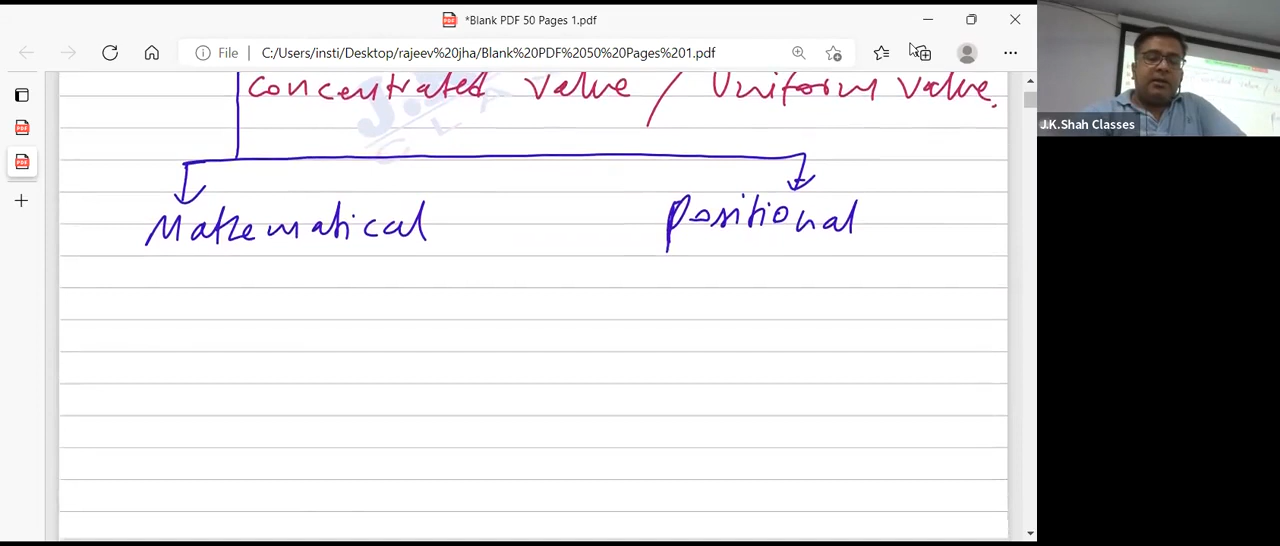 *Blank PDF 50 Pages 1.pdf
File C:/Users/insti/Desktop/rajeev%20jha/Blank%20PDF%2050%20Pages%201.pdf
J.K.Shah Classes
Concentrated Value / Uniform Value.
Mathematical Positional